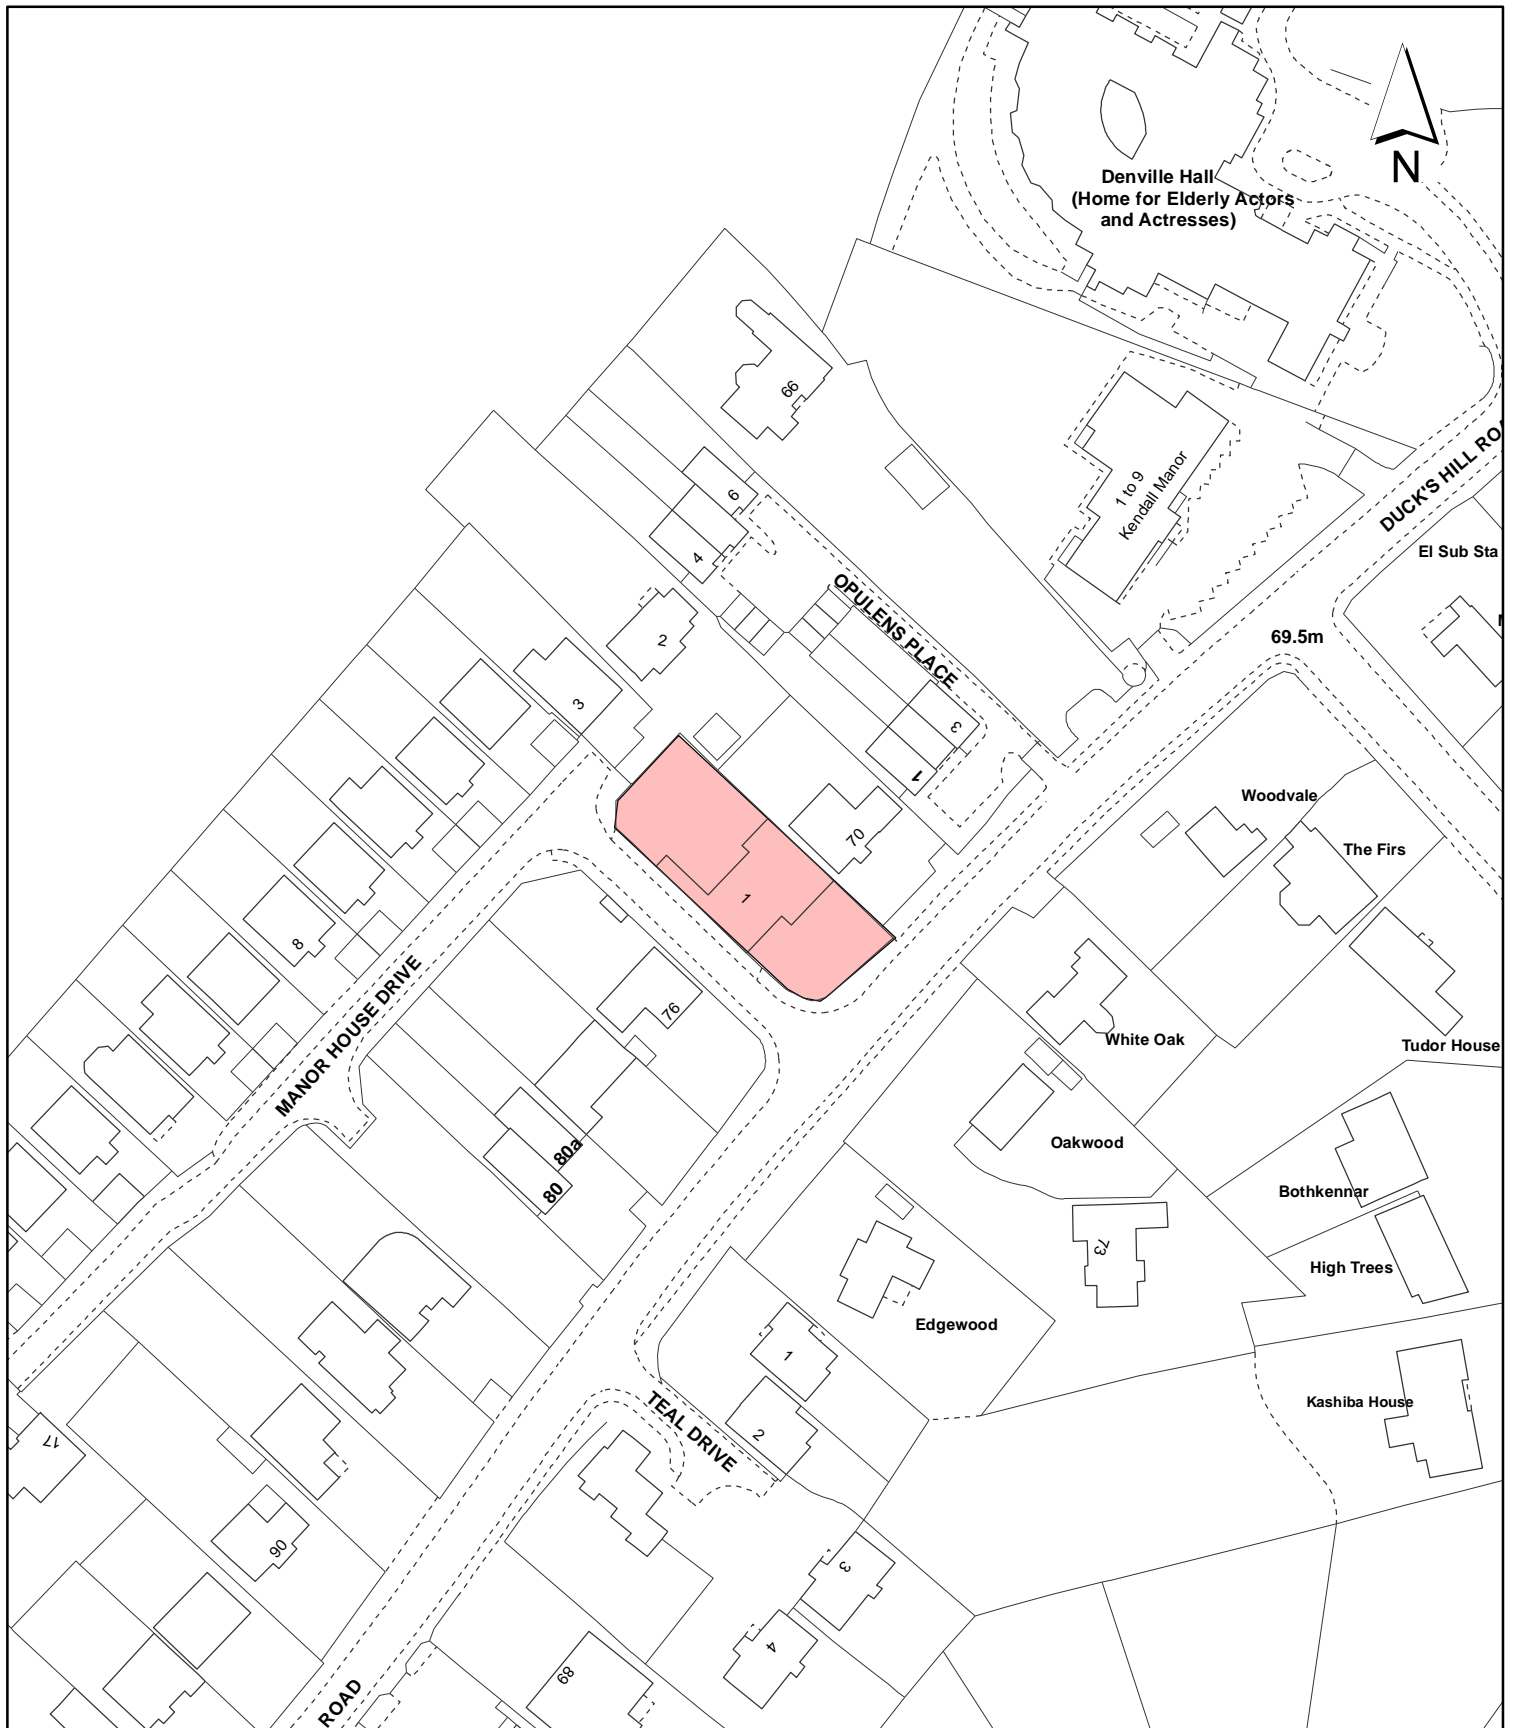 N
Denville Hall
(Home for Elderly Actors
and Actresses)
66
6
4
1 to 9
Kendall Manor
DUCK'S HILL ROA
El Sub Sta
OPULENS PLACE
69.5m
2
3
3
1
70
Woodvale
The Firs
1
8
MANOR HOUSE DRIVE
76
White Oak
Tudor House
80a
80
Oakwood
Bothkennar
73
High Trees
Edgewood
1
2
TEAL DRIVE
Kashiba House
17
90
3
4
68
ROAD